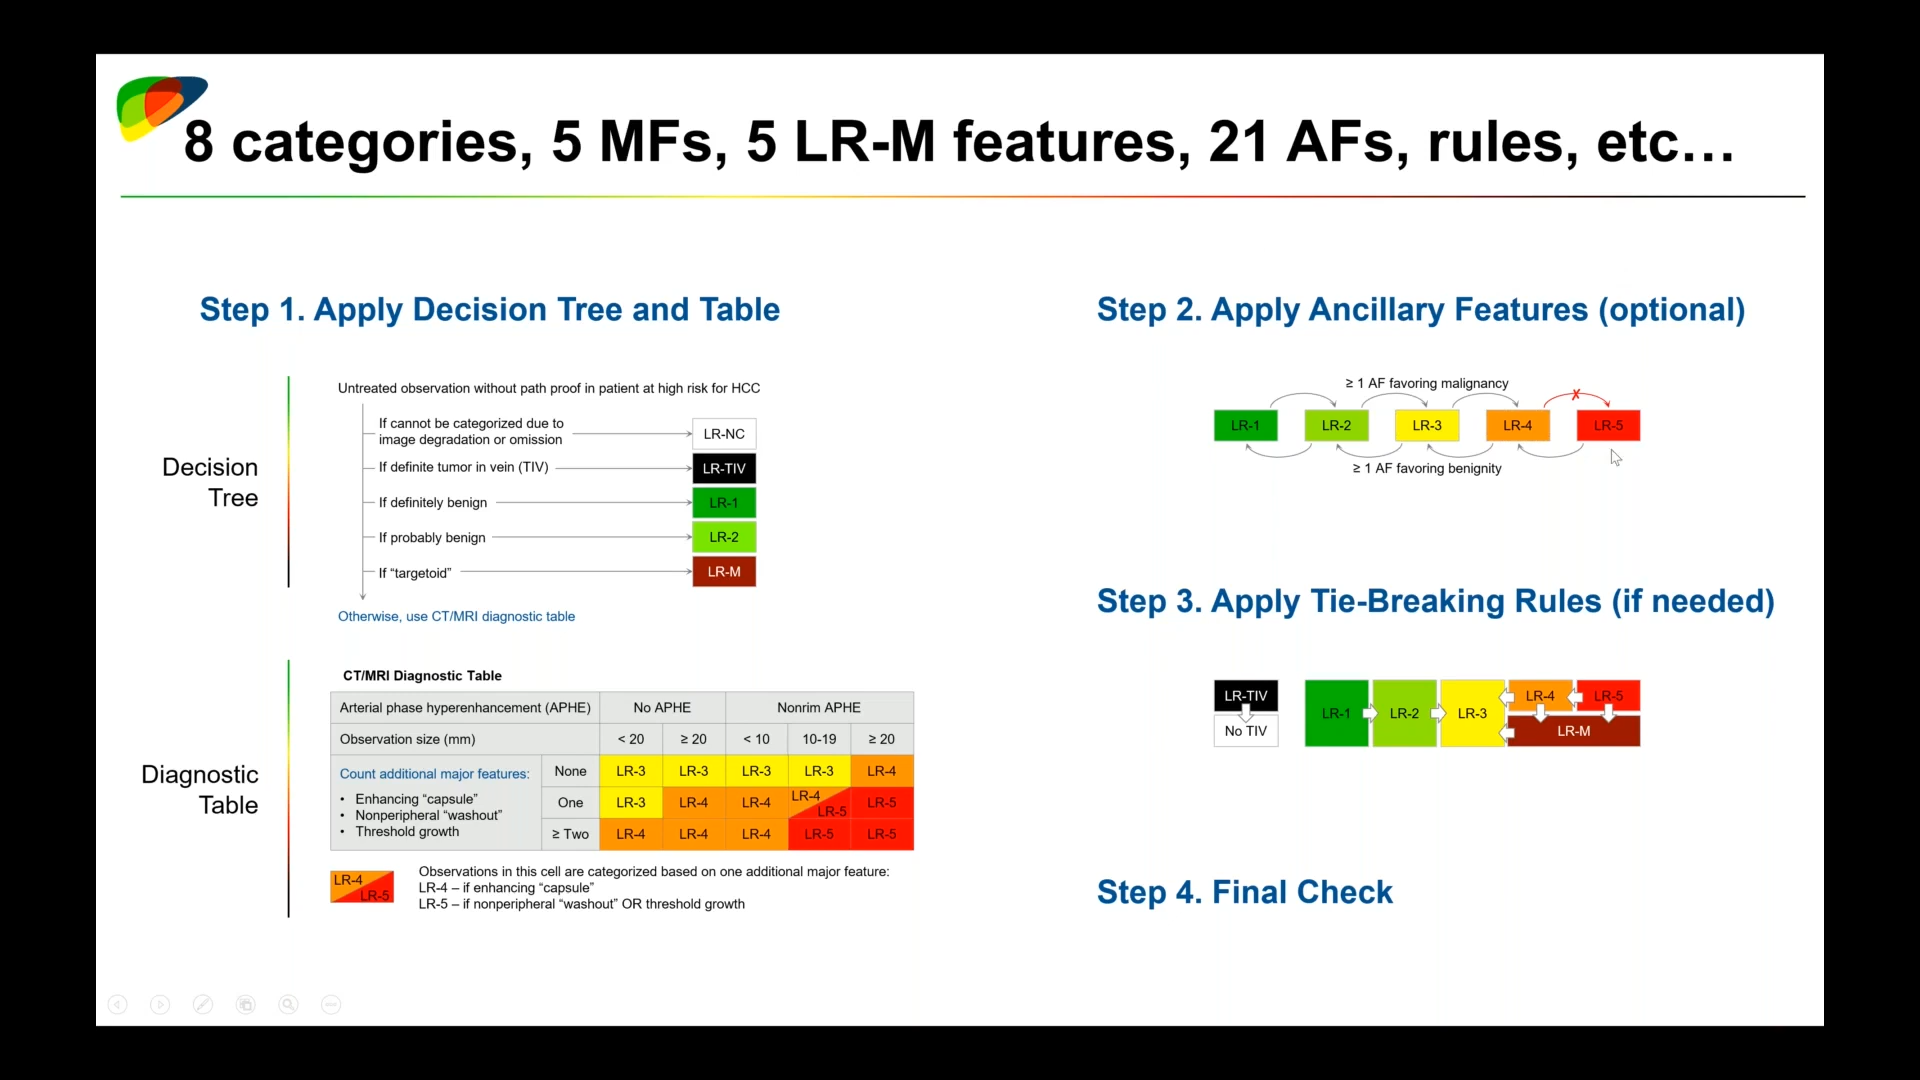 8 categories, 5 MFs, 5 LR-M features, 21 AFs, rules, etc…
Step 1. Apply Decision Tree and Table
Decision
Tree
Untreated observation without path proof in patient at high risk for HCC
If cannot be categorized due to
image degradation or omission
LR-NC
If definite tumor in vein (TIV)
LR-TIV
If definitely benign
LR-1
If probably benign
LR-2
If “targetoid”
LR-M
Otherwise, use CT/MRI diagnostic table
Diagnostic
Table
CT/MRI Diagnostic Table
Arterial phase hyperenhancement (APHE) No APHE Nonrim APHE
Observation size (mm) < 20 ≥ 20 < 10 10-19 ≥ 20
Count additional major features:
• Enhancing “capsule”
• Nonperipheral “washout”
• Threshold growth
None LR-3 LR-3 LR-3 LR-3 LR-4
One LR-3 LR-4 LR-4 LR-4 LR-5 LR-5
≥ Two LR-4 LR-4 LR-4 LR-5 LR-5
LR-4
LR-5
Observations in this cell are categorized based on one additional major feature:
LR-4 – if enhancing “capsule”
LR-5 – if nonperipheral “washout” OR threshold growth
Step 2. Apply Ancillary Features (optional)
≥ 1 AF favoring malignancy
✗
LR-1 LR-2 LR-3 LR-4 LR-5
≥ 1 AF favoring benignity
Step 3. Apply Tie-Breaking Rules (if needed)
LR-TIV
No TIV
LR-1 LR-2 LR-3 LR-4 LR-5
LR-M
Step 4. Final Check